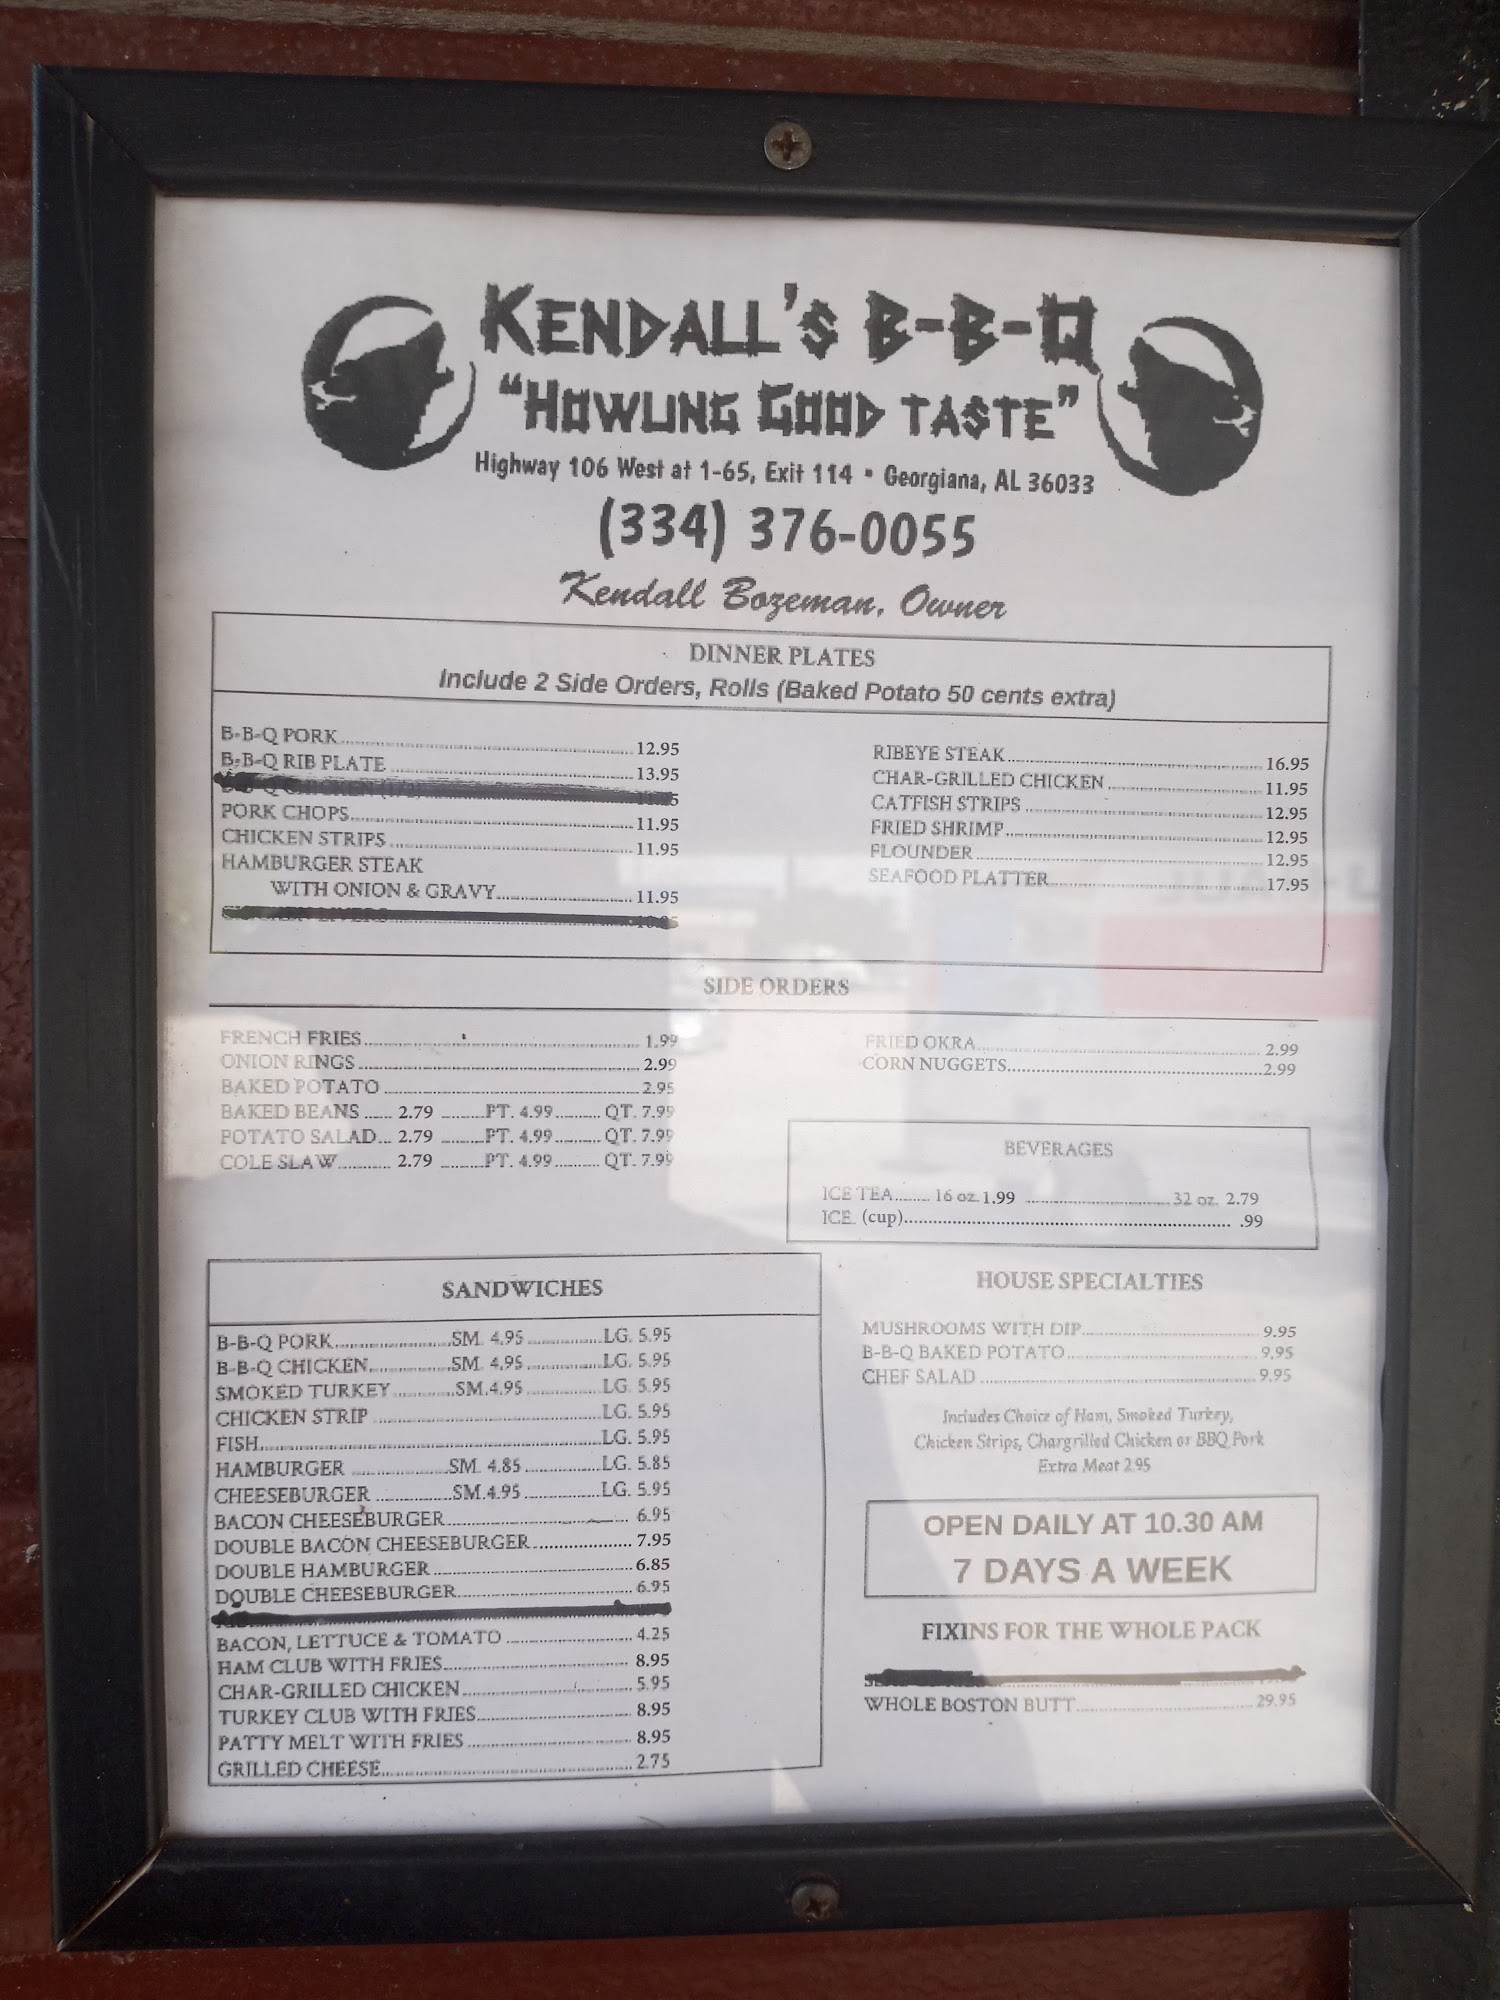 KENDALL'S B-B-Q
"HOWLING GOOD TASTE"
Highway 106 West at 1-65, Exit 114 • Georgiana, AL 36033
(334) 376-0055
Kendall Bozeman, Owner
DINNER PLATES
Include 2 Side Orders, Rolls (Baked Potato 50 cents extra)
B-B-Q PORK 12.95
B-B-Q RIB PLATE 13.95
B-B-Q CHICKEN (1/2) 11.95
PORK CHOPS 11.95
CHICKEN STRIPS 11.95
HAMBURGER STEAK
WITH ONION & GRAVY 11.95
CHICKEN LIVERS
RIBEYE STEAK 16.95
CHAR-GRILLED CHICKEN 11.95
CATFISH STRIPS 12.95
FRIED SHRIMP 12.95
FLOUNDER 12.95
SEAFOOD PLATTER 17.95
SIDE ORDERS
FRENCH FRIES 1.99
ONION RINGS 2.99
BAKED POTATO 2.95
BAKED BEANS 2.79 PT. 4.99 QT. 7.99
POTATO SALAD 2.79 PT. 4.99 QT. 7.99
COLE SLAW 2.79 PT. 4.99 QT. 7.99
FRIED OKRA 2.99
CORN NUGGETS 2.99
BEVERAGES
ICE TEA 16 oz 1.99 32 oz. 2.79
ICE. (cup) .99
SANDWICHES
B-B-Q PORK SM. 4.95 LG. 5.95
B-B-Q CHICKEN SM. 4.95 LG. 5.95
SMOKED TURKEY SM. 4.95 LG. 5.95
CHICKEN STRIP LG. 5.95
FISH LG. 5.95
HAMBURGER SM. 4.85 LG. 5.85
CHEESEBURGER SM. 4.95 LG. 5.95
BACON CHEESEBURGER 6.95
DOUBLE BACON CHEESEBURGER 7.95
DOUBLE HAMBURGER 6.85
DOUBLE CHEESEBURGER 6.95
BACON, LETTUCE & TOMATO 4.25
HAM CLUB WITH FRIES 8.95
CHAR-GRILLED CHICKEN 5.95
TURKEY CLUB WITH FRIES 8.95
PATTY MELT WITH FRIES 8.95
GRILLED CHEESE 2.75
HOUSE SPECIALTIES
MUSHROOMS WITH DIP 9.95
B-B-Q BAKED POTATO 9.95
CHEF SALAD 9.95
Includes Choice of Ham, Smoked Turkey,
Chicken Strips, Chargrilled Chicken or BBQ Pork
Extra Meat 2.95
OPEN DAILY AT 10.30 AM
7 DAYS A WEEK
FIXINS FOR THE WHOLE PACK
WHOLE BOSTON BUTT 29.95